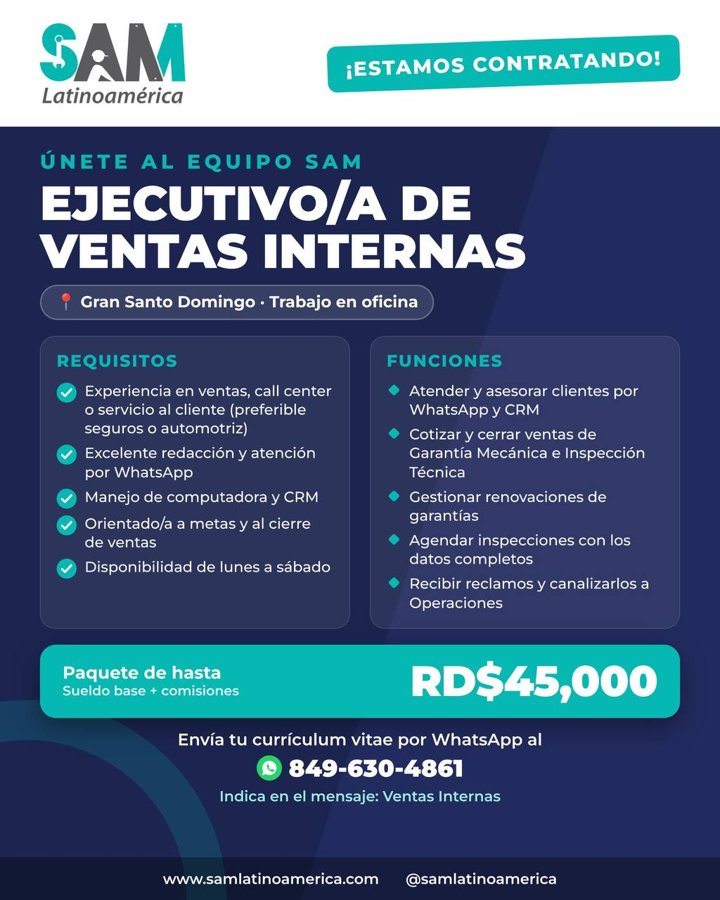 SAM
Latinoamérica
¡ESTAMOS CONTRATANDO!
ÚNETE AL EQUIPO SAM
EJECUTIVO/A DE
VENTAS INTERNAS
Gran Santo Domingo · Trabajo en oficina
REQUISITOS
Experiencia en ventas, call center
o servicio al cliente (preferible
seguros o automotriz)
Excelente redacción y atención
por WhatsApp
Manejo de computadora y CRM
Orientado/a a metas y al cierre
de ventas
Disponibilidad de lunes a sábado
FUNCIONES
Atender y asesorar clientes por
WhatsApp y CRM
Cotizar y cerrar ventas de
Garantía Mecánica e Inspección
Técnica
Gestionar renovaciones de
garantías
Agendar inspecciones con los
datos completos
Recibir reclamos y canalizarlos a
Operaciones
Paquete de hasta
Sueldo base + comisiones
RD$45,000
Envía tu currículum vitae por WhatsApp al
849-630-4861
Indica en el mensaje: Ventas Internas
www.samlatinoamerica.com @samlatinoamerica